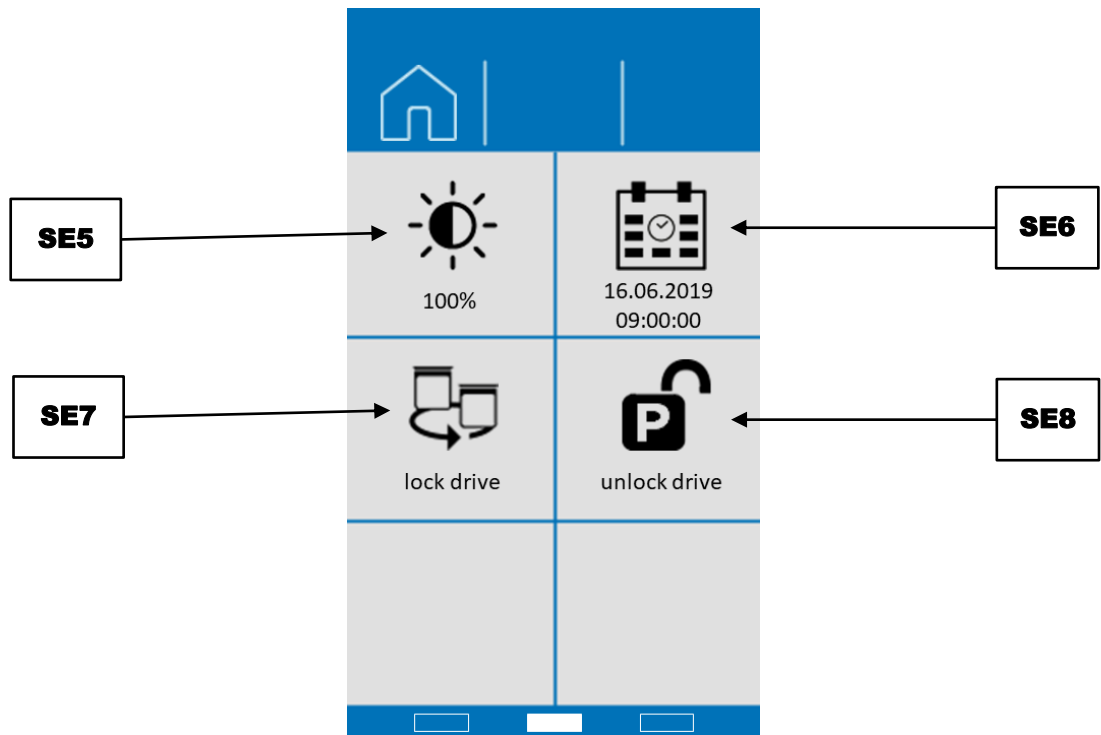 SE5
100%
16.06.2019
09:00:00
SE6
SE7
lock drive
P
unlock drive
SE8